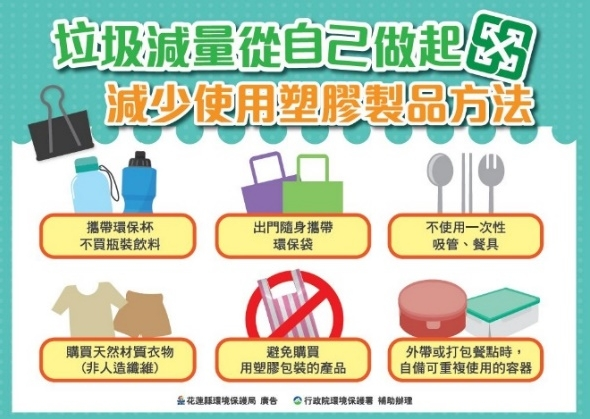 垃圾減量從自己做起
減少使用塑膠製品方法
攜帶環保杯
不買瓶裝飲料
出門隨身攜帶
環保袋
不使用一次性
吸管、餐具
購買天然材質衣物
(非人造纖維)
避免購買
用塑膠包裝的產品
外帶或打包餐點時，
自備可重複使用的容器
花蓮縣環境保護局 廣告 行政院環境保護署 補助辦理